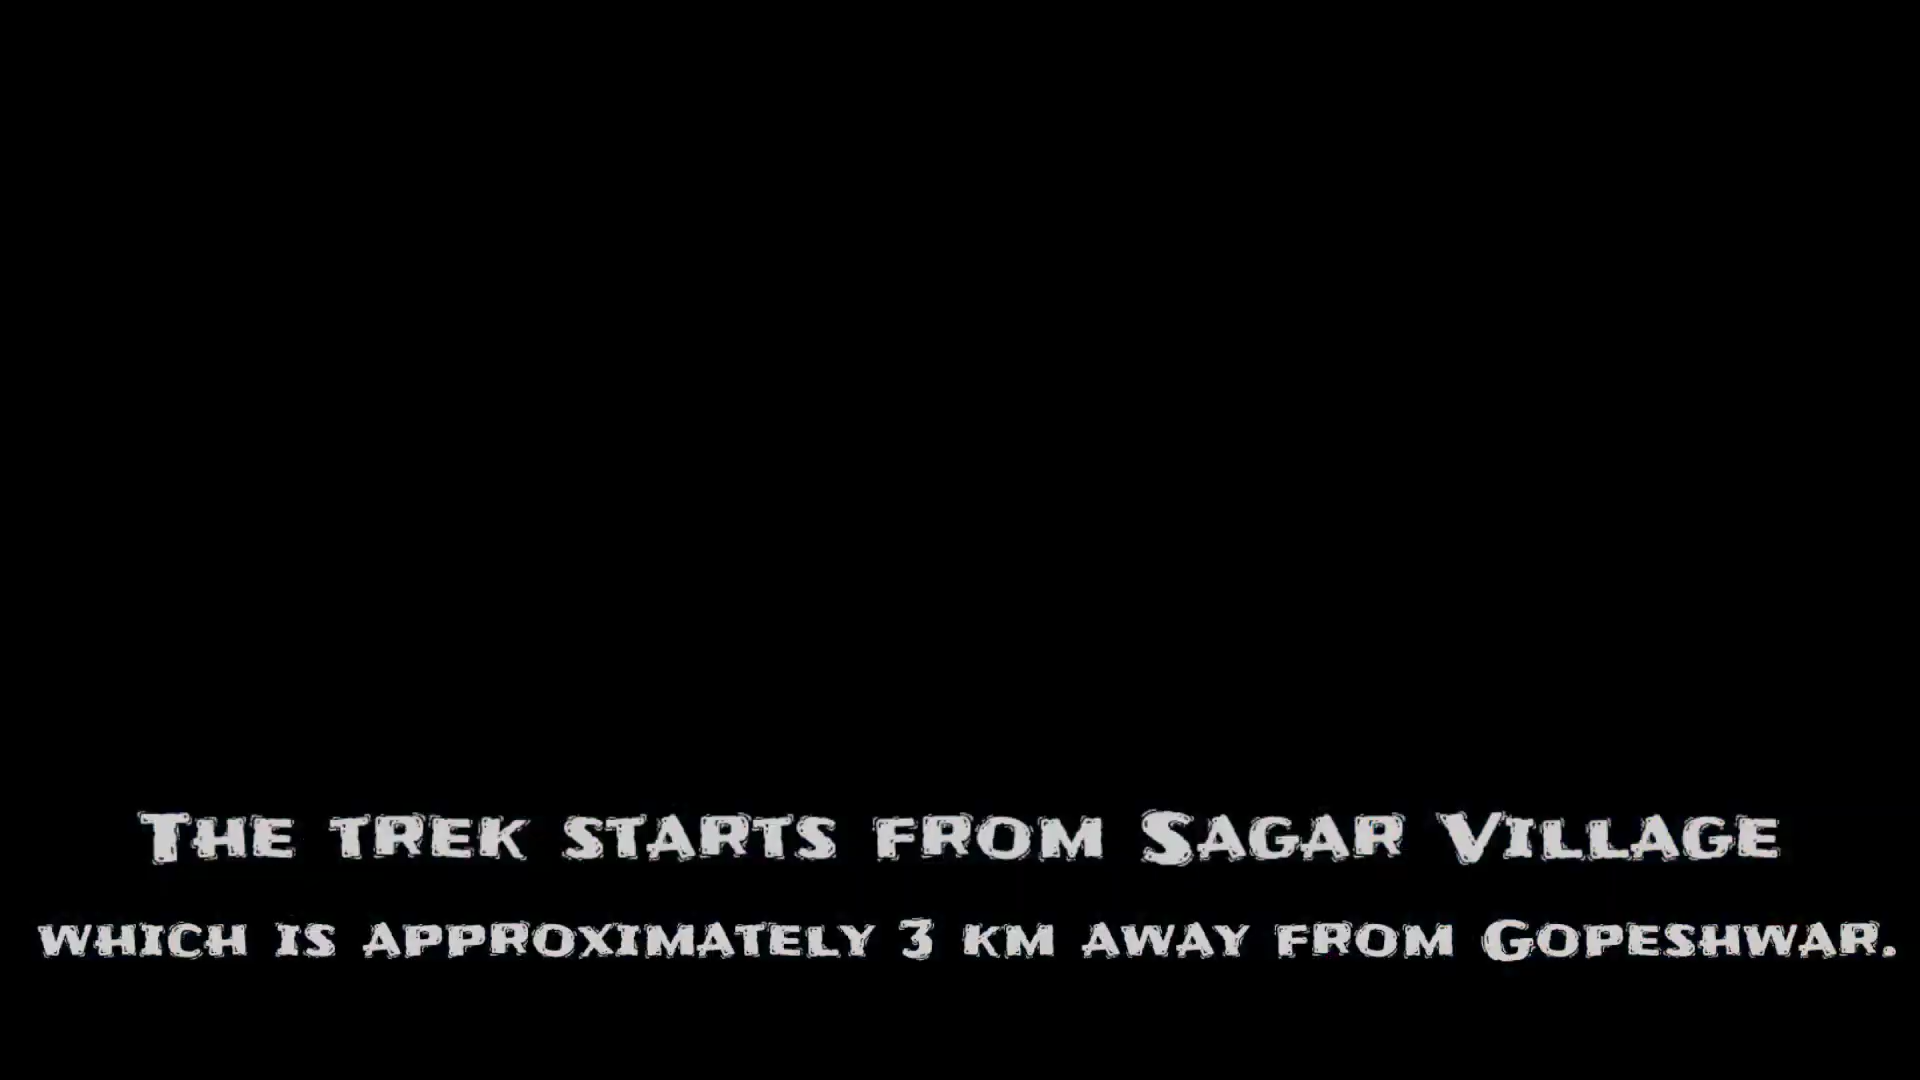 The trek starts from Sagar Village
which is approximately 3 km away from Gopeshwar.